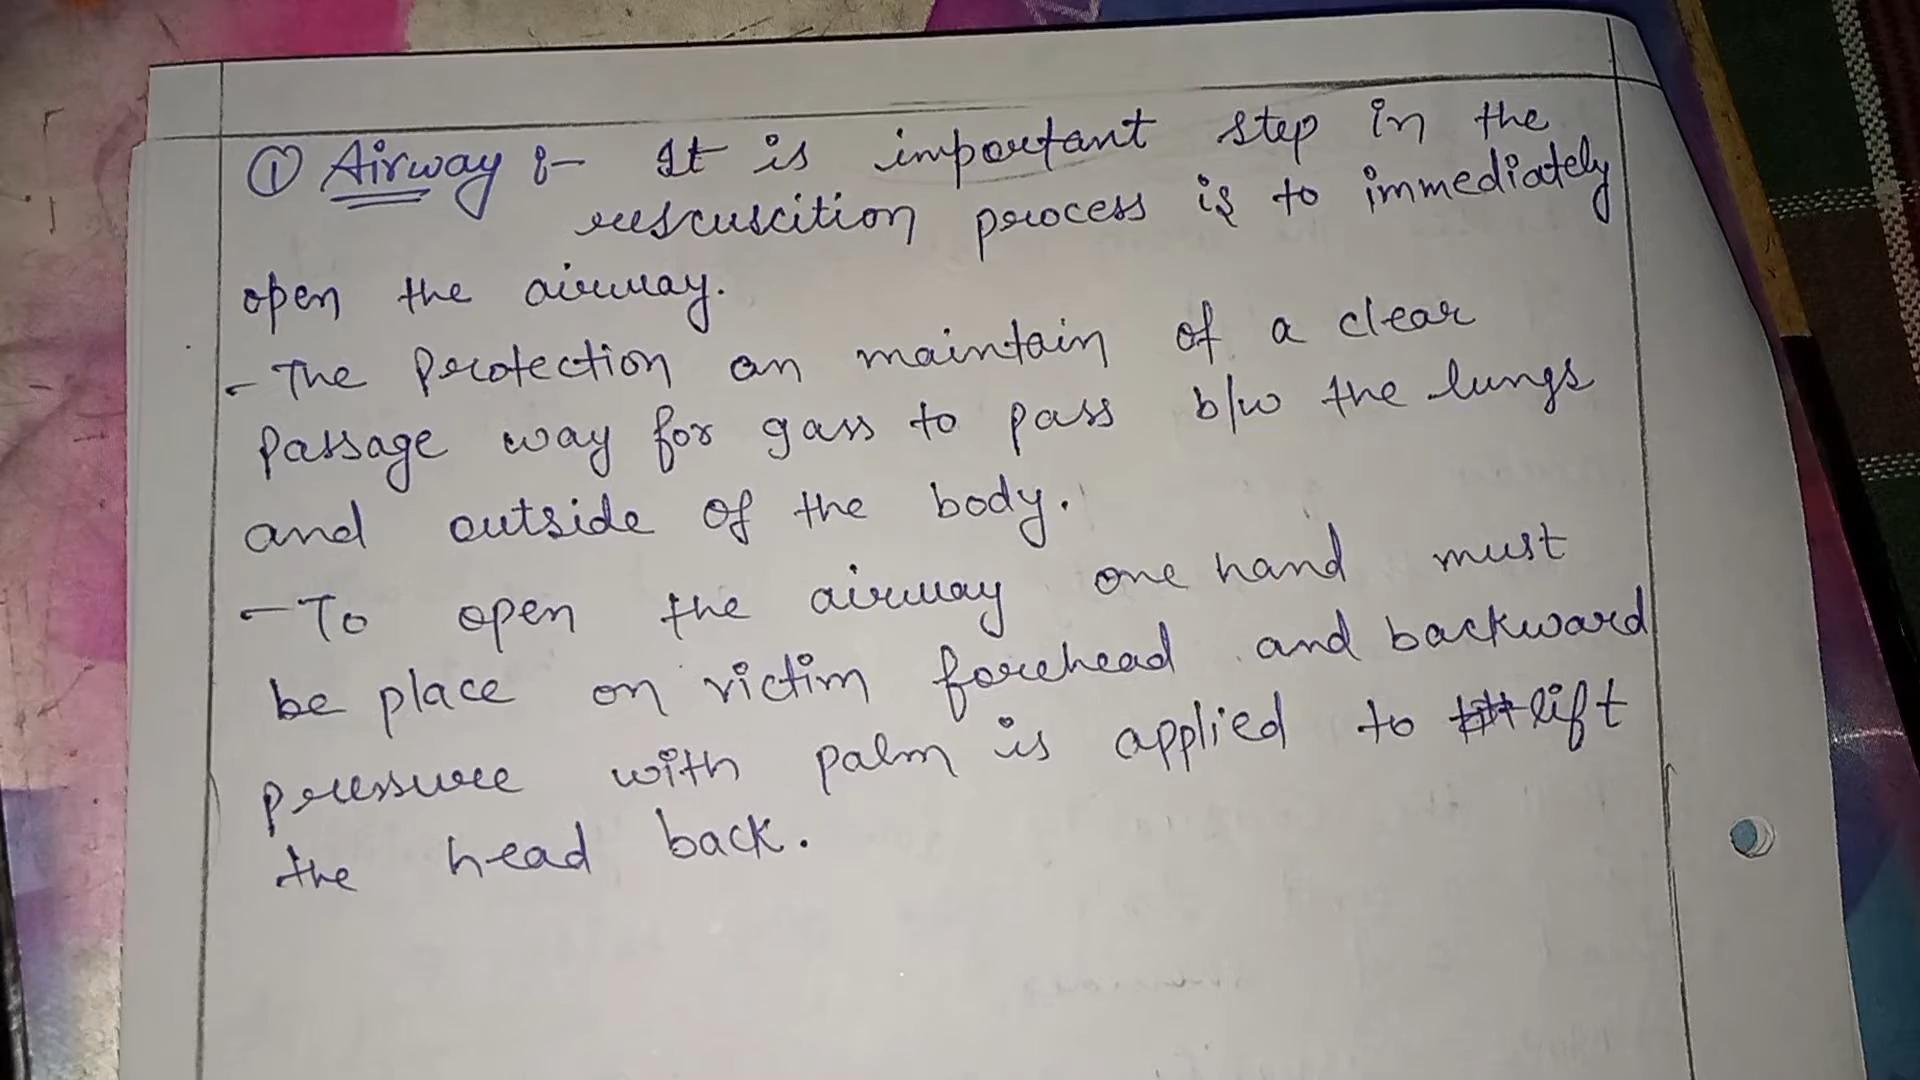 ① Airway :- It is important step in the
rescuscition process is to immediately
open the airway.
- The Protection an maintain of a clear
passage way for gass to pass b/w the lungs
and outside of the body.
- To open the airway one hand must
be place on victim forehead and backward
pressure with palm is applied to lift
the head back.